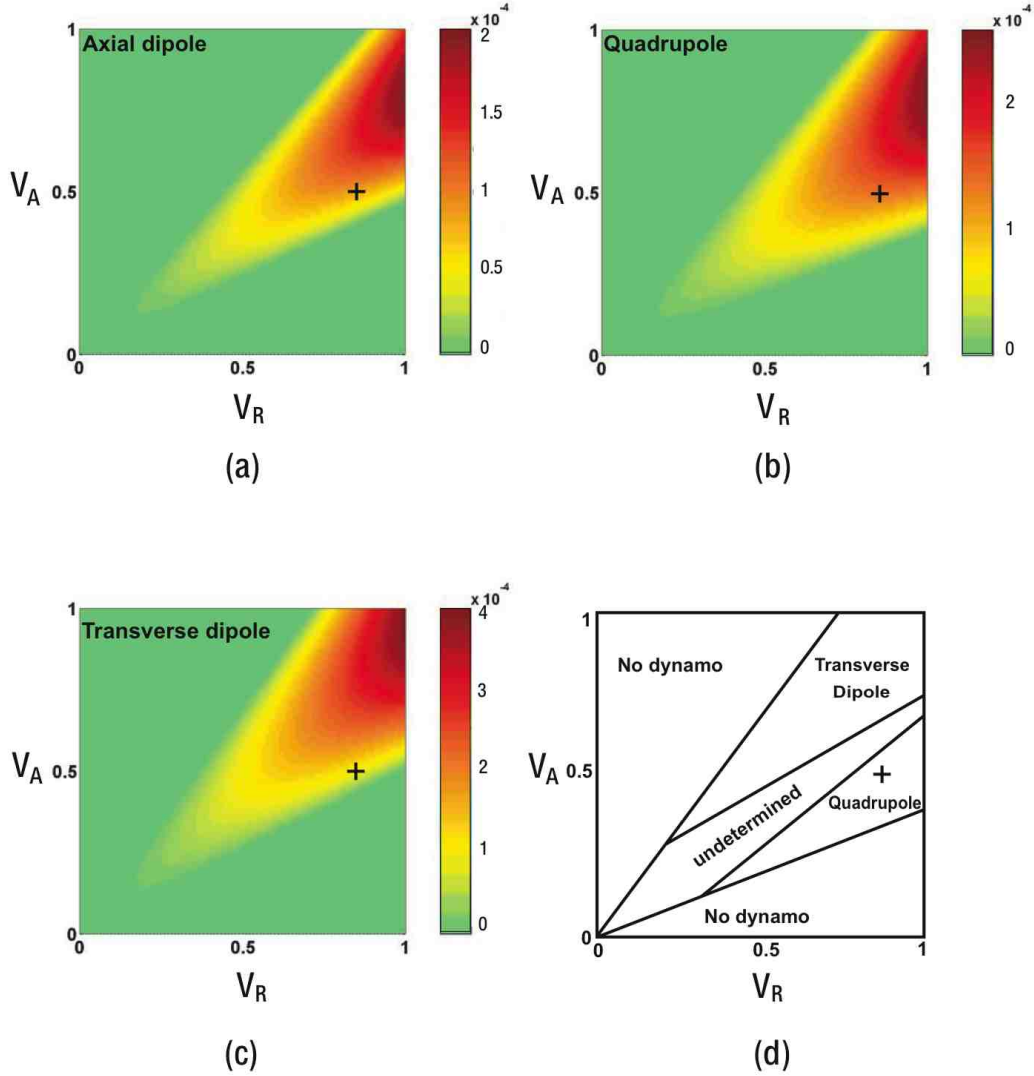 x 10⁻⁴
1
Axial dipole
2
1.5
V_A
0.5
1
0.5
0
0
0
0.5
1
V_R
(a)
x 10⁻⁴
1
Quadrupole
2
V_A
0.5
1
0
0
0
0.5
1
V_R
(b)
x 10⁻⁴
1
Transverse dipole
4
3
V_A
0.5
2
1
0
0
0
0.5
1
V_R
(c)
1
No dynamo
Transverse
Dipole
V_A
0.5
undetermined
Quadrupole
No dynamo
0
0
0.5
1
V_R
(d)